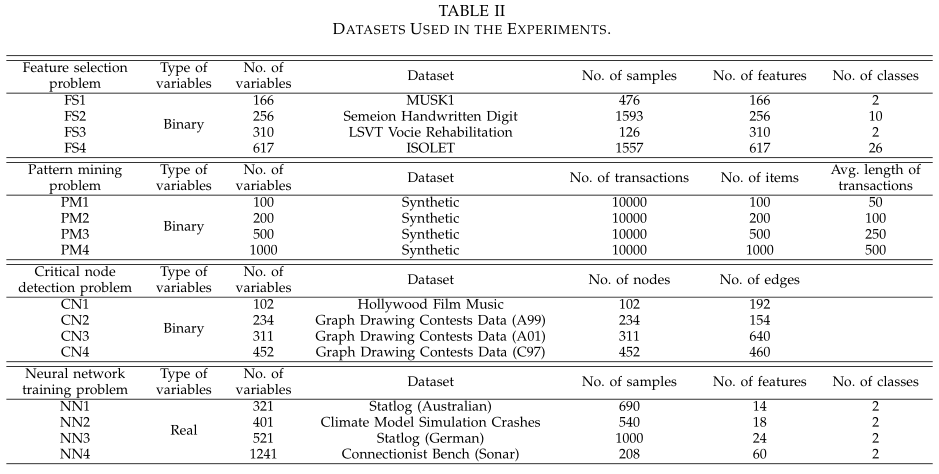 TABLE II
DATASETS USED IN THE EXPERIMENTS.
Feature selection problem Type of variables No. of variables Dataset No. of samples No. of features No. of classes
FS1 166 MUSK1 476 166 2
FS2 256 Semeion Handwritten Digit 1593 256 10
Binary
FS3 310 LSVT Vocie Rehabilitation 126 310 2
FS4 617 ISOLET 1557 617 26
Pattern mining problem Type of variables No. of variables Dataset No. of transactions No. of items Avg. length of transactions
PM1 100 Synthetic 10000 100 50
PM2 200 Synthetic 10000 200 100
Binary
PM3 500 Synthetic 10000 500 250
PM4 1000 Synthetic 10000 1000 500
Critical node detection problem Type of variables No. of variables Dataset No. of nodes No. of edges
CN1 102 Hollywood Film Music 102 192
CN2 234 Graph Drawing Contests Data (A99) 234 154
Binary
CN3 311 Graph Drawing Contests Data (A01) 311 640
CN4 452 Graph Drawing Contests Data (C97) 452 460
Neural network training problem Type of variables No. of variables Dataset No. of samples No. of features No. of classes
NN1 321 Statlog (Australian) 690 14 2
NN2 401 Climate Model Simulation Crashes 540 18 2
Real
NN3 521 Statlog (German) 1000 24 2
NN4 1241 Connectionist Bench (Sonar) 208 60 2